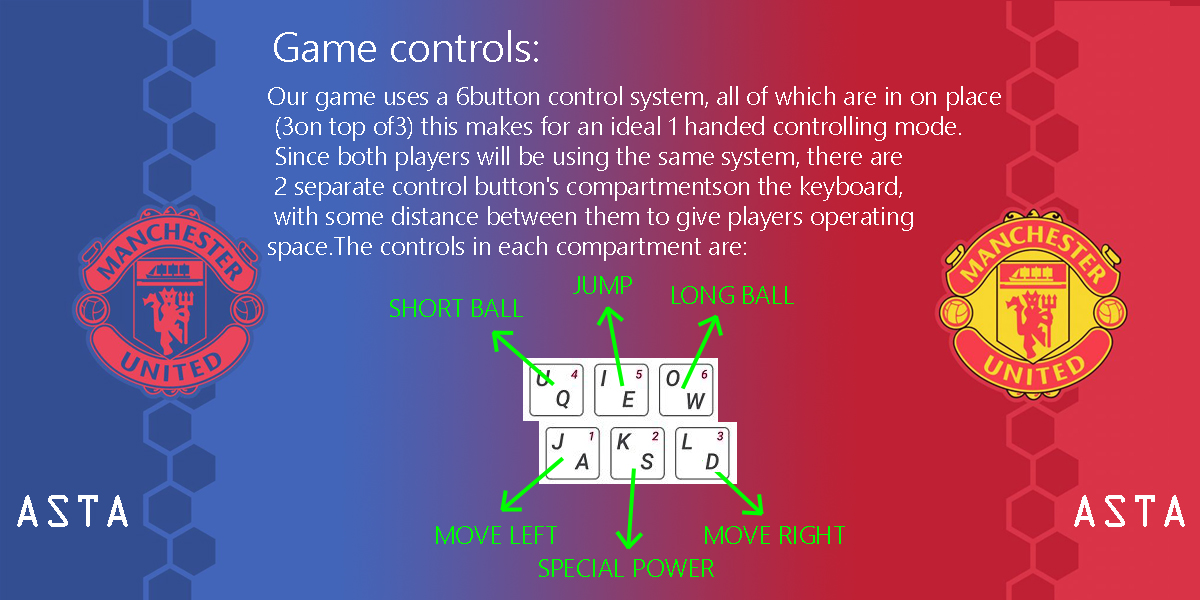 Game controls:
Our game uses a 6button control system, all of which are in on place
(3on top of3) this makes for an ideal 1 handed controlling mode.
Since both players will be using the same system, there are
2 separate control button's compartmentson the keyboard,
with some distance between them to give players operating
space.The controls in each compartment are:
MANCHESTER
UNITED
MANCHESTER
UNITED
JUMP
SHORT BALL
LONG BALL
U 4 Q
I 5 E
O 6 W
J 1 A
K 2 S
L 3 D
ASTA
ASTA
MOVE LEFT
MOVE RIGHT
SPECIAL POWER